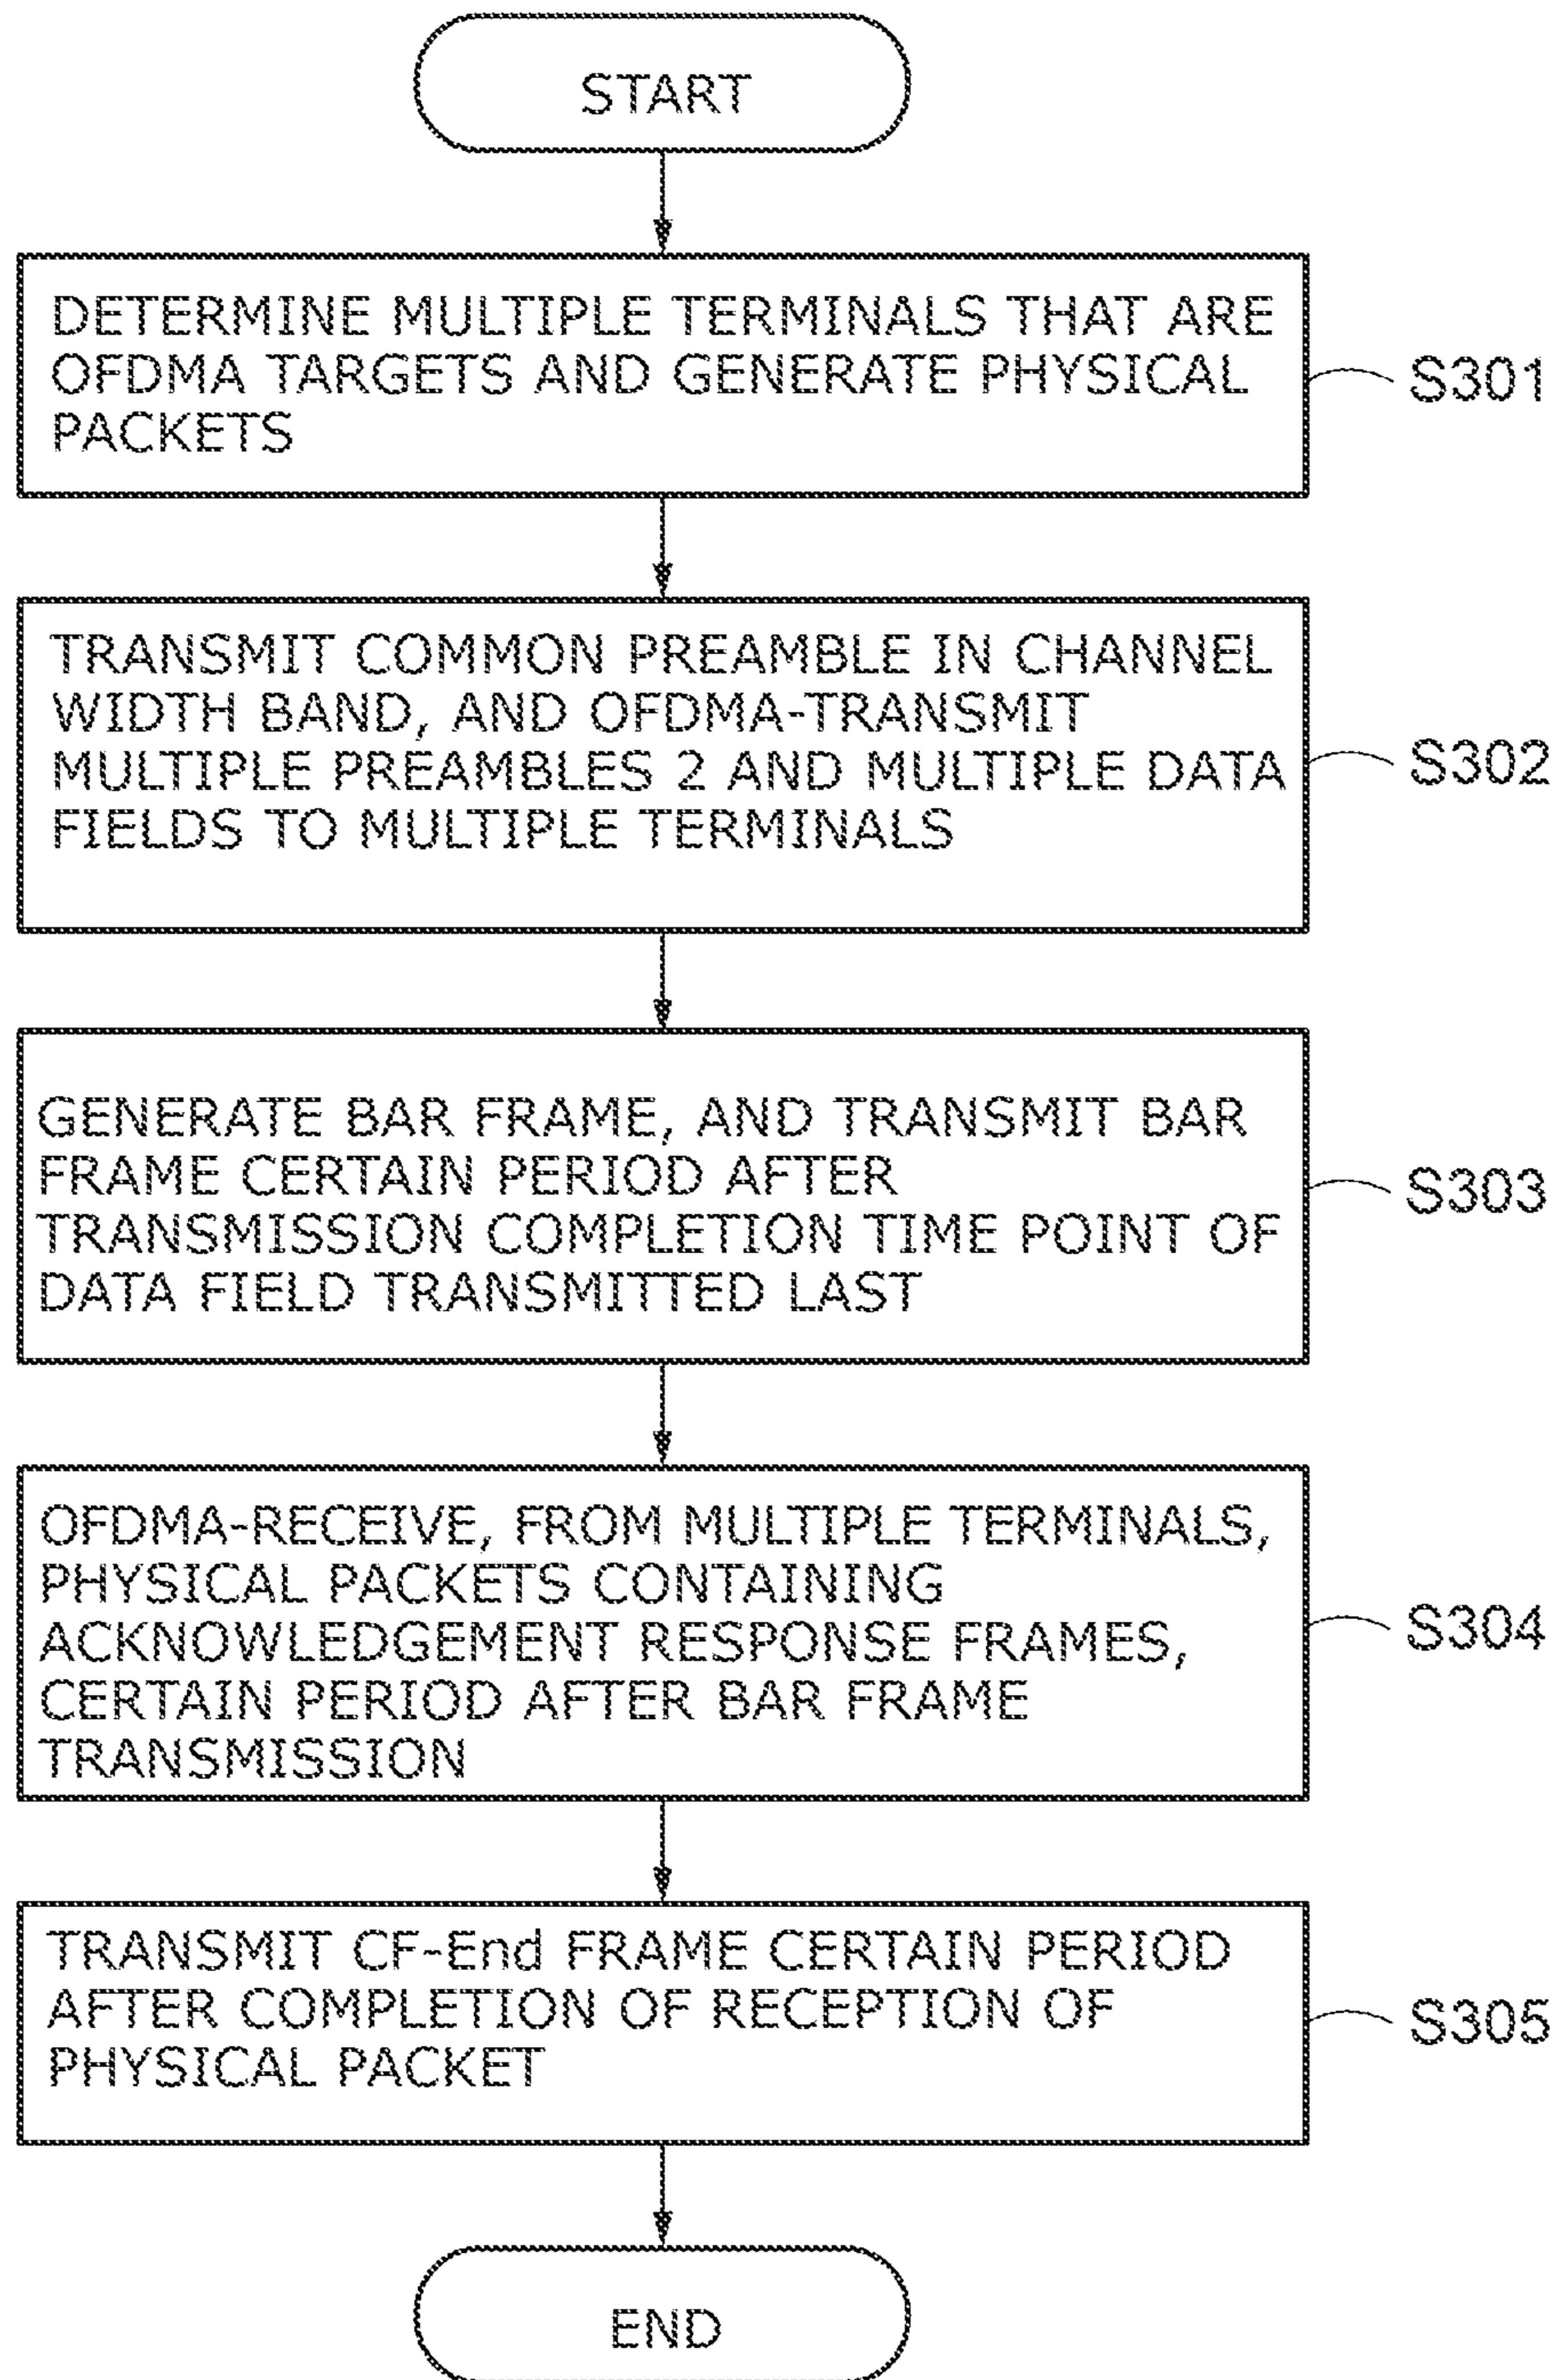 START
DETERMINE MULTIPLE TERMINALS THAT ARE
OFDMA TARGETS AND GENERATE PHYSICAL
PACKETS
S301
TRANSMIT COMMON PREAMBLE IN CHANNEL
WIDTH BAND, AND OFDMA-TRANSMIT
MULTIPLE PREAMBLES 2 AND MULTIPLE DATA
FIELDS TO MULTIPLE TERMINALS
S302
GENERATE BAR FRAME, AND TRANSMIT BAR
FRAME CERTAIN PERIOD AFTER
TRANSMISSION COMPLETION TIME POINT OF
DATA FIELD TRANSMITTED LAST
S303
OFDMA-RECEIVE, FROM MULTIPLE TERMINALS,
PHYSICAL PACKETS CONTAINING
ACKNOWLEDGEMENT RESPONSE FRAMES,
CERTAIN PERIOD AFTER BAR FRAME
TRANSMISSION
S304
TRANSMIT CF-End FRAME CERTAIN PERIOD
AFTER COMPLETION OF RECEPTION OF
PHYSICAL PACKET
S305
END